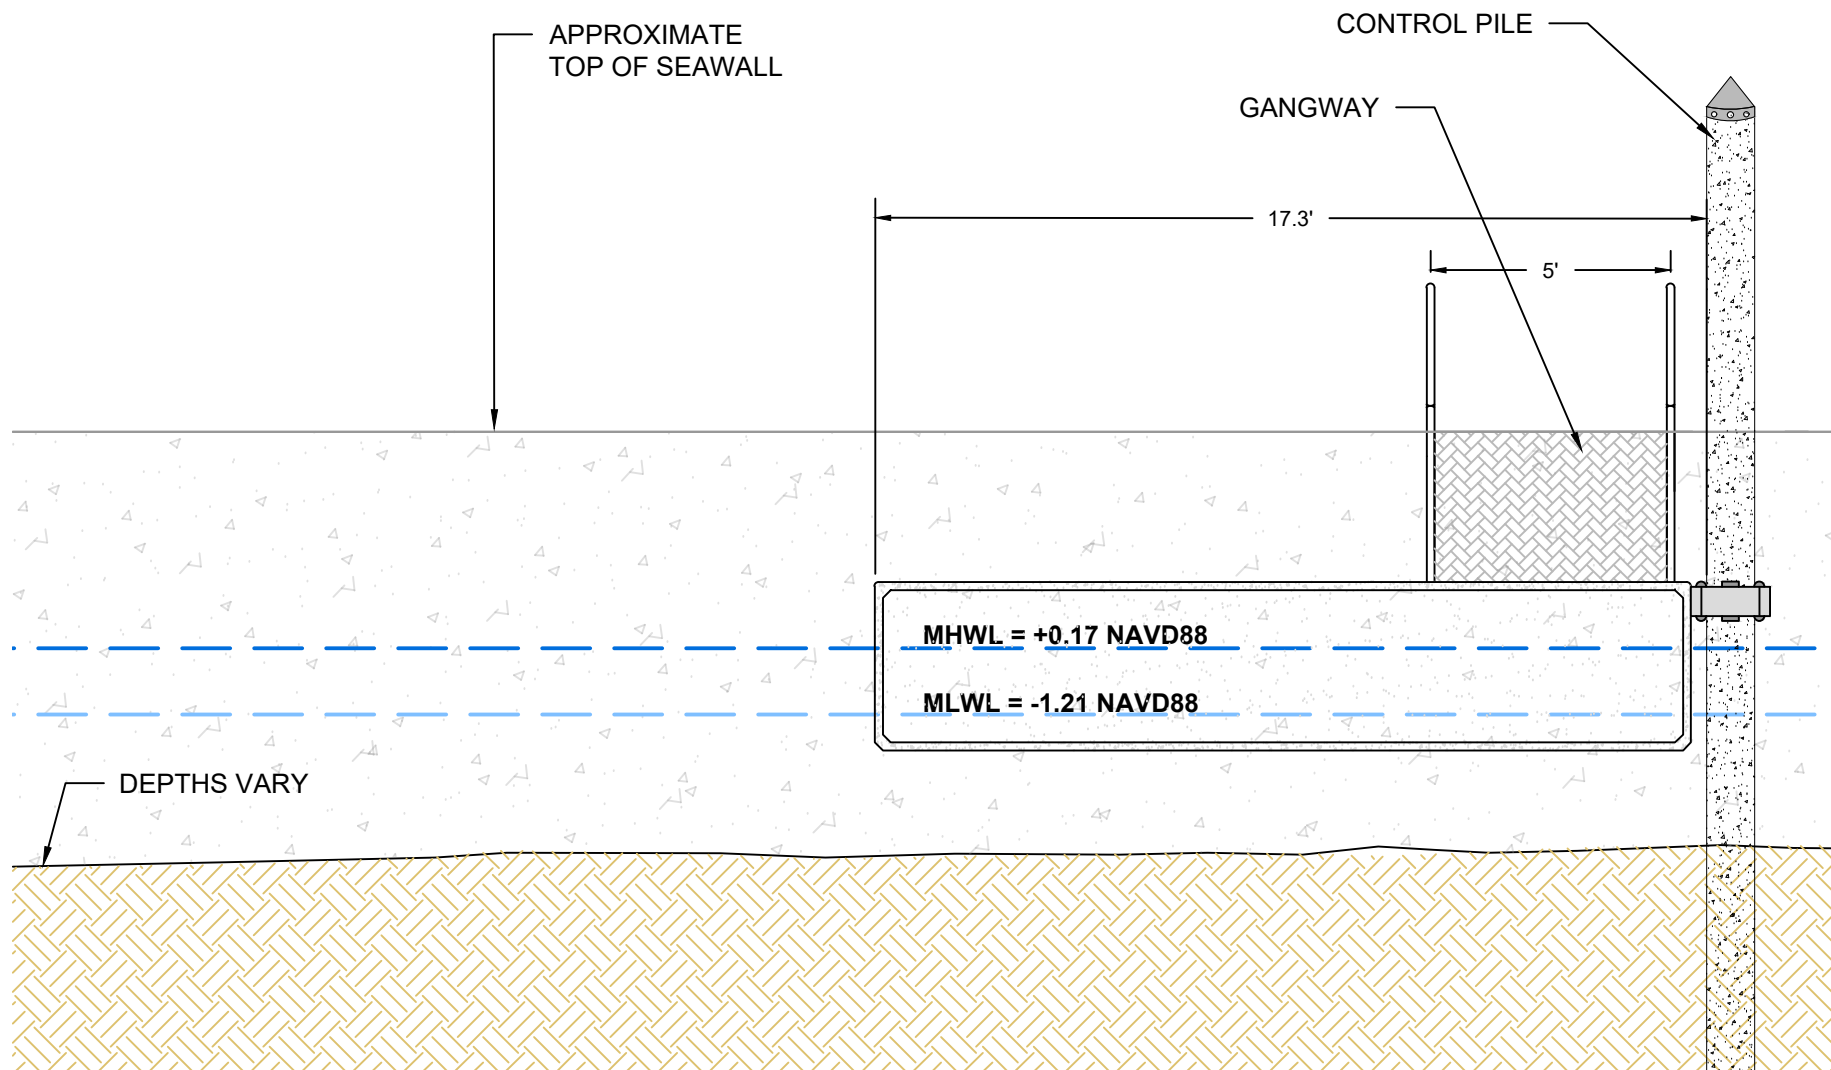 APPROXIMATE
TOP OF SEAWALL
CONTROL PILE
GANGWAY
17.3'
5'
MHWL = +0.17 NAVD88
MLWL = -1.21 NAVD88
DEPTHS VARY